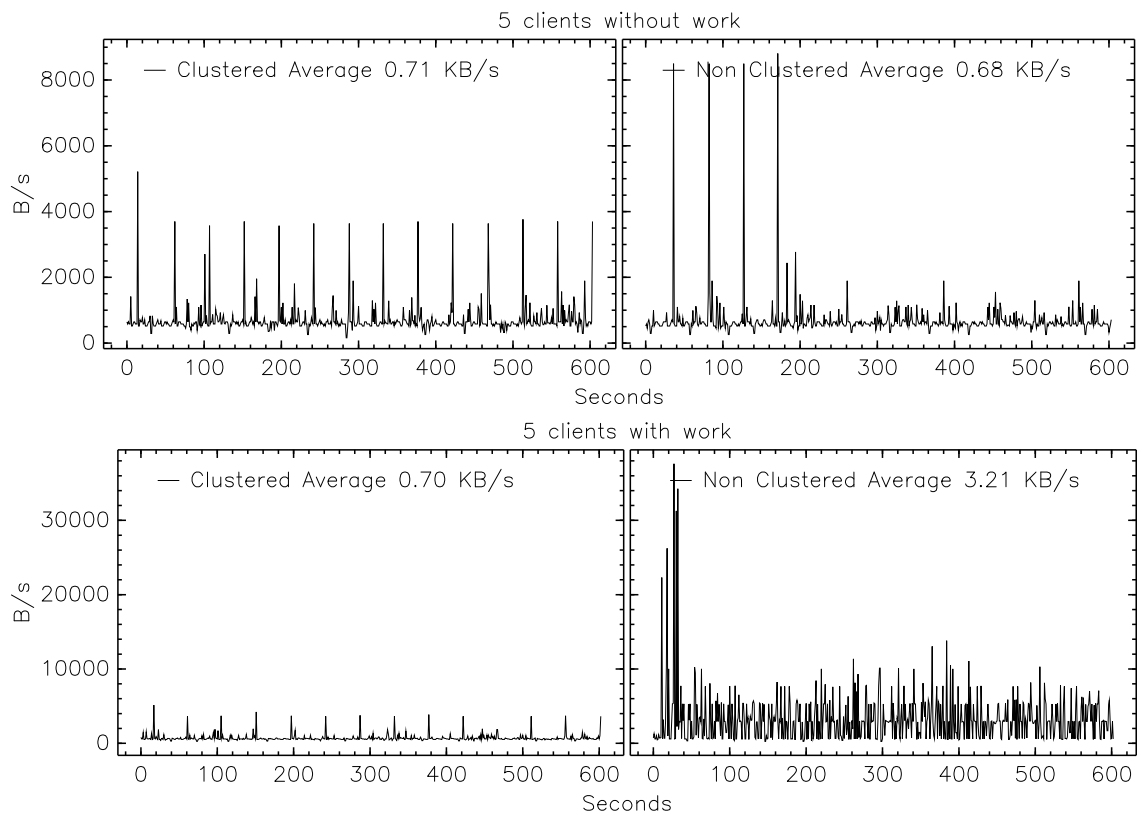 5 clients without work
Clustered Average 0.71 KB/s
Non Clustered Average 0.68 KB/s
B/s
8000
6000
4000
2000
0
0 100 200 300 400 500 600
0 100 200 300 400 500 600
Seconds
5 clients with work
Clustered Average 0.70 KB/s
Non Clustered Average 3.21 KB/s
B/s
30000
20000
10000
0
0 100 200 300 400 500 600
0 100 200 300 400 500 600
Seconds